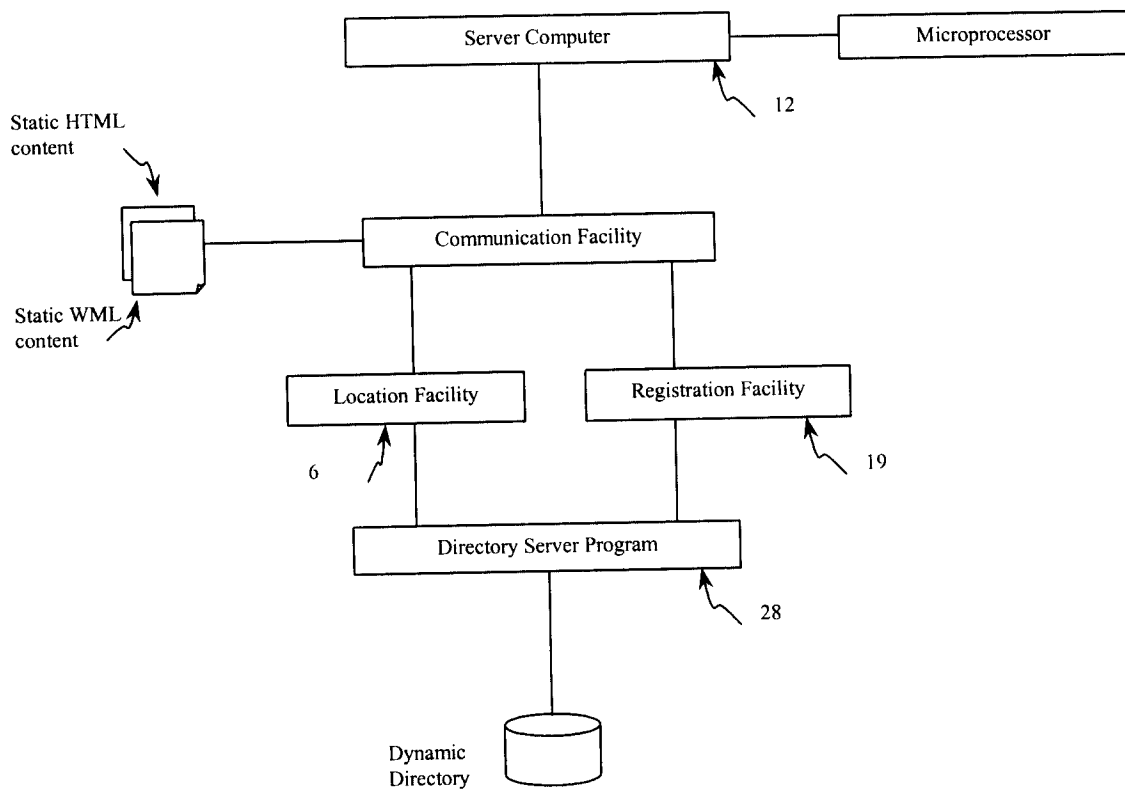 Server Computer
Microprocessor
12
Static HTML
content
Communication Facility
Static WML
content
Location Facility
Registration Facility
6
19
Directory Server Program
28
Dynamic
Directory